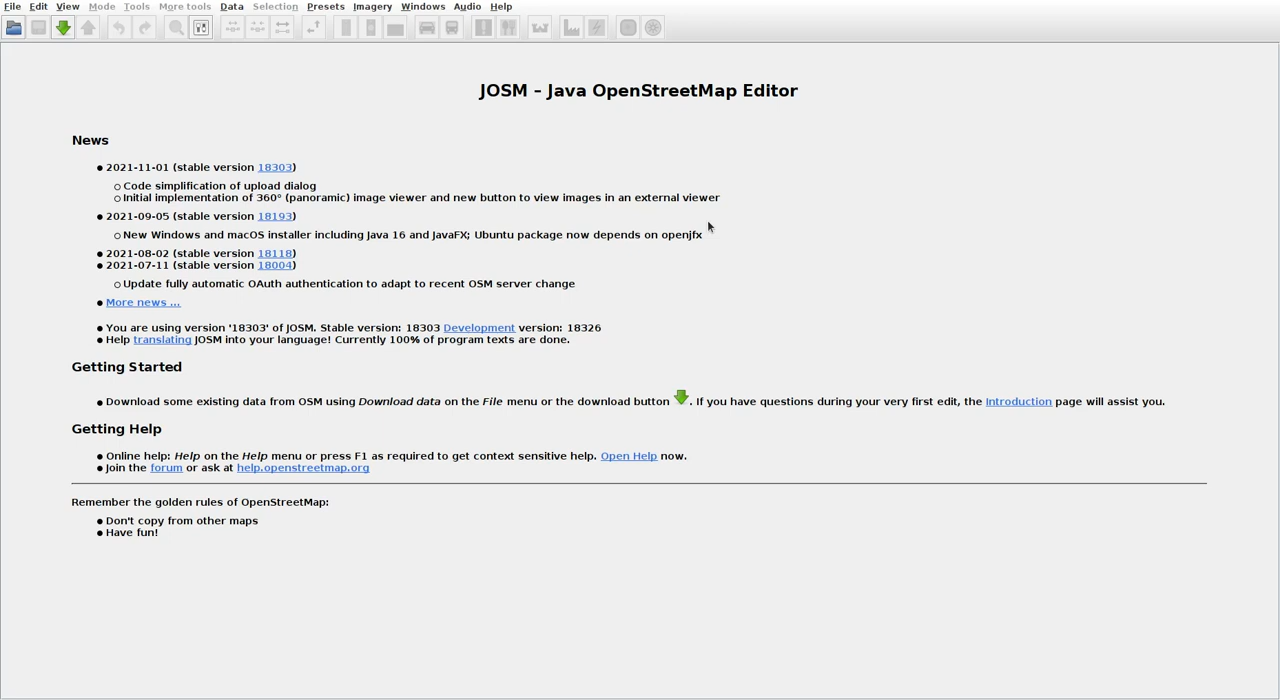 File Edit View Mode Tools More tools Data Selection Presets Imagery Windows Audio Help
JOSM – Java OpenStreetMap Editor
News
2021-11-01 (stable version 18303)
Code simplification of upload dialog
Initial implementation of 360° (panoramic) image viewer and new button to view images in an external viewer
2021-09-05 (stable version 18193)
New Windows and macOS installer including Java 16 and JavaFX; Ubuntu package now depends on openjfx
2021-08-02 (stable version 18118)
2021-07-11 (stable version 18004)
Update fully automatic OAuth authentication to adapt to recent OSM server change
More news ...
You are using version '18303' of JOSM. Stable version: 18303 Development version: 18326
Help translating JOSM into your language! Currently 100% of program texts are done.
Getting Started
Download some existing data from OSM using Download data on the File menu or the download button . If you have questions during your very first edit, the Introduction page will assist you.
Getting Help
Online help: Help on the Help menu or press F1 as required to get context sensitive help. Open Help now.
Join the forum or ask at help.openstreetmap.org
Remember the golden rules of OpenStreetMap:
Don't copy from other maps
Have fun!